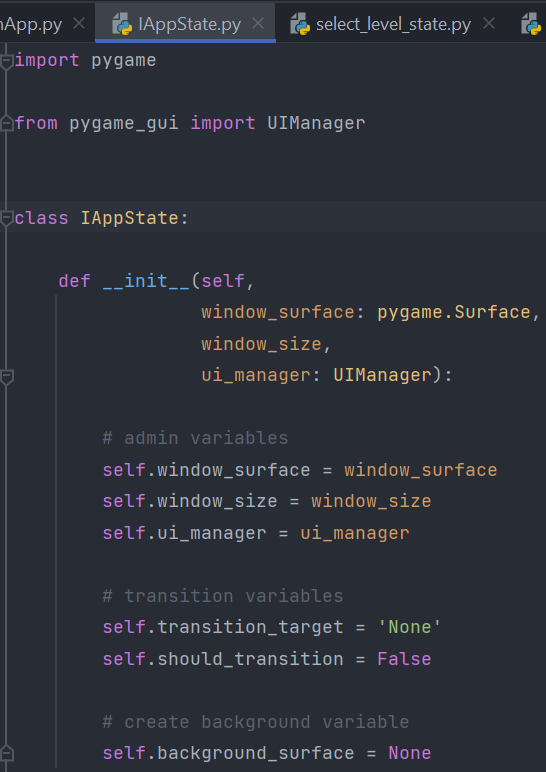 nApp.py IAppState.py select_level_state.py
import pygame
from pygame_gui import UIManager
class IAppState:
def __init__(self,
window_surface: pygame.Surface,
window_size,
ui_manager: UIManager):
# admin variables
self.window_surface = window_surface
self.window_size = window_size
self.ui_manager = ui_manager
# transition variables
self.transition_target = 'None'
self.should_transition = False
# create background variable
self.background_surface = None